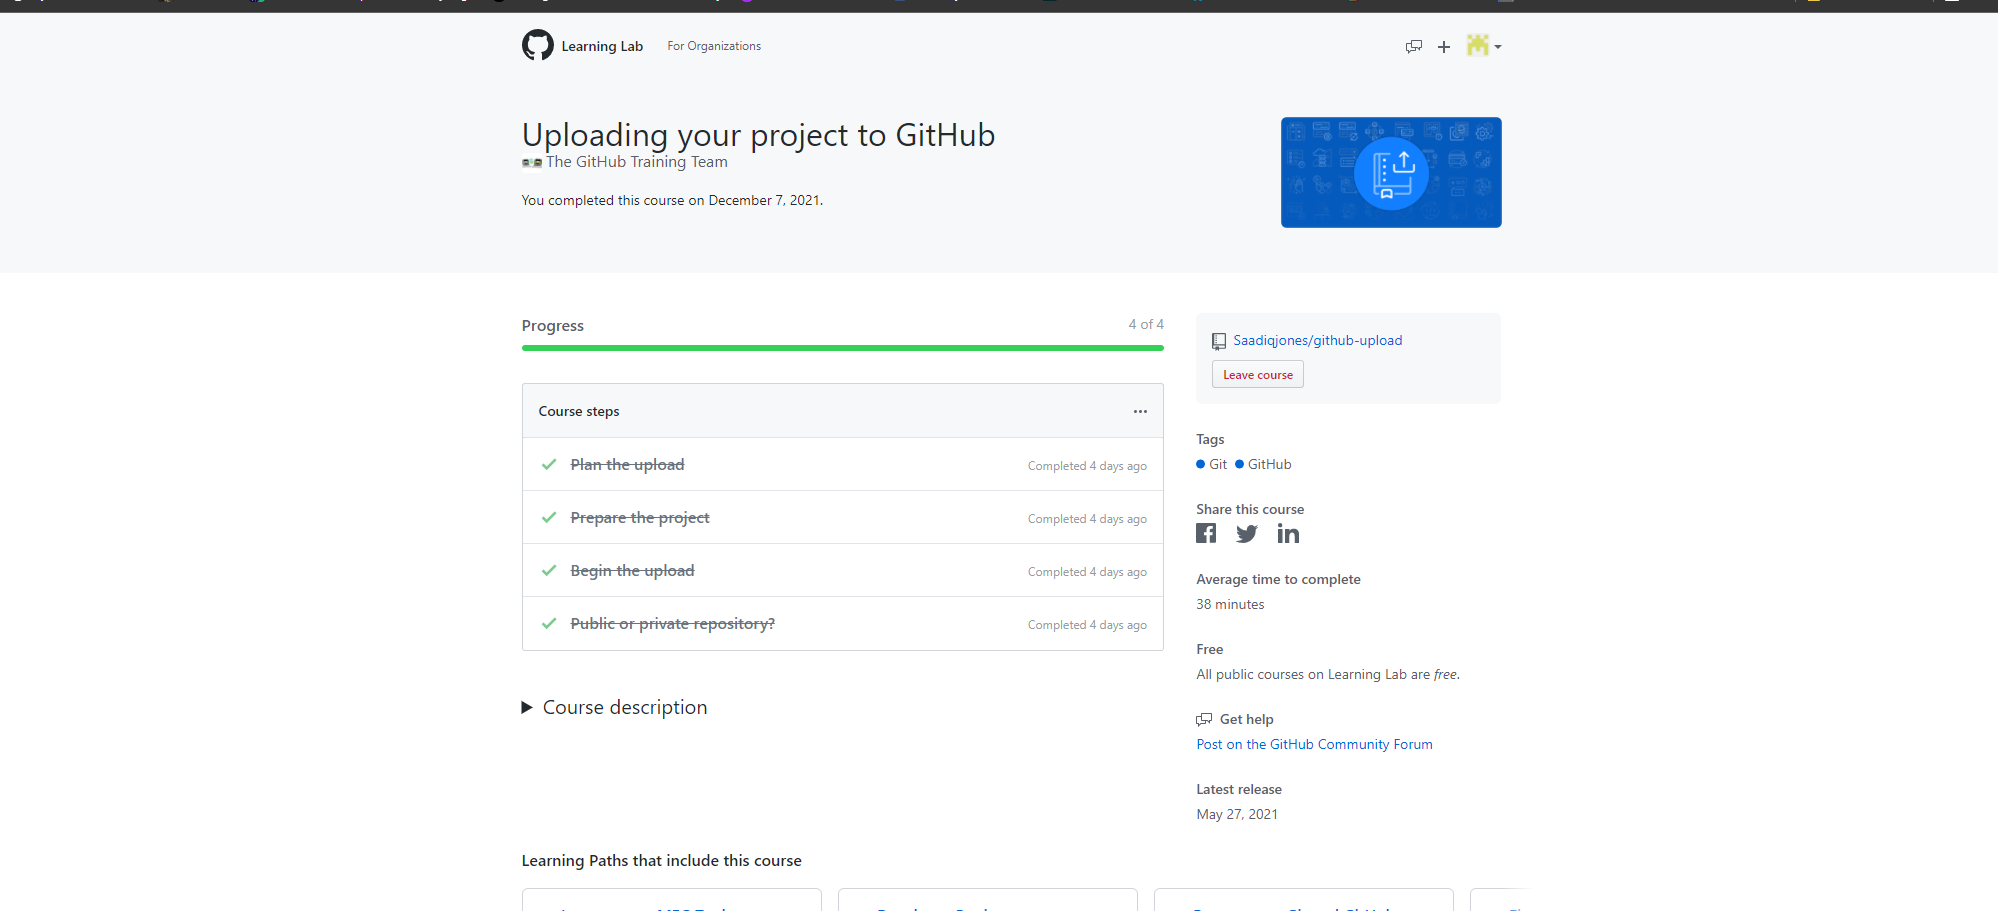 Learning Lab For Organizations
Uploading your project to GitHub
The GitHub Training Team
You completed this course on December 7, 2021.
Progress 4 of 4
Course steps
Plan the upload Completed 4 days ago
Prepare the project Completed 4 days ago
Begin the upload Completed 4 days ago
Public or private repository? Completed 4 days ago
Course description
Saadiqjones/github-upload
Leave course
Tags
Git GitHub
Share this course
Average time to complete
38 minutes
Free
All public courses on Learning Lab are free.
Get help
Post on the GitHub Community Forum
Latest release
May 27, 2021
Learning Paths that include this course